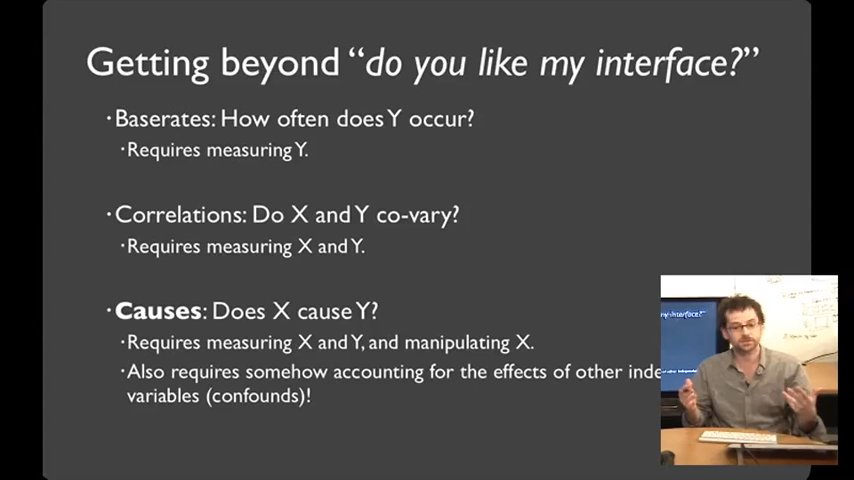 Getting beyond “do you like my interface?”
·Baserates: How often does Y occur?
·Requires measuring Y.
·Correlations: Do X and Y co-vary?
·Requires measuring X and Y.
·Causes: Does X cause Y?
·Requires measuring X and Y, and manipulating X.
·Also requires somehow accounting for the effects of other inde
variables (confounds)!
my interface?”